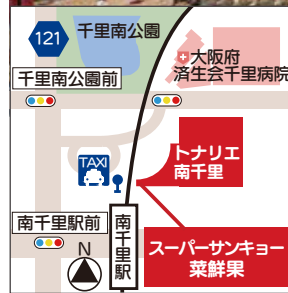 121
千里南公園
大阪府
済生会千里病院
千里南公園前
TAXI
トナリエ
南千里
南千里駅前
南千里駅
N
スーパーサンキョー
菜鮮果